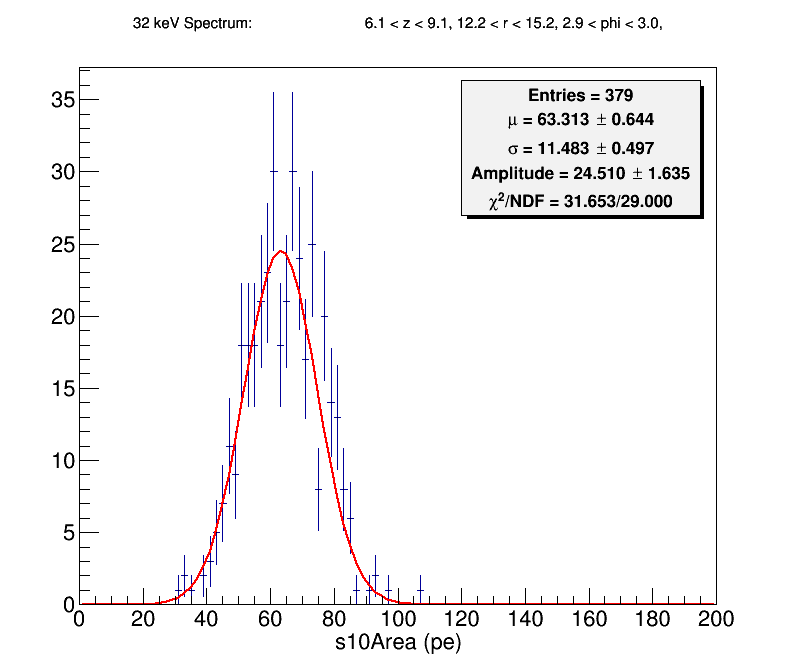 32 keV Spectrum: 6.1 < z < 9.1, 12.2 < r < 15.2, 2.9 < phi < 3.0,
Entries = 379
μ = 63.313 ± 0.644
σ = 11.483 ± 0.497
Amplitude = 24.510 ± 1.635
χ²/NDF = 31.653/29.000
35
30
25
20
15
10
5
0
0 20 40 60 80 100 120 140 160 180 200
s10Area (pe)